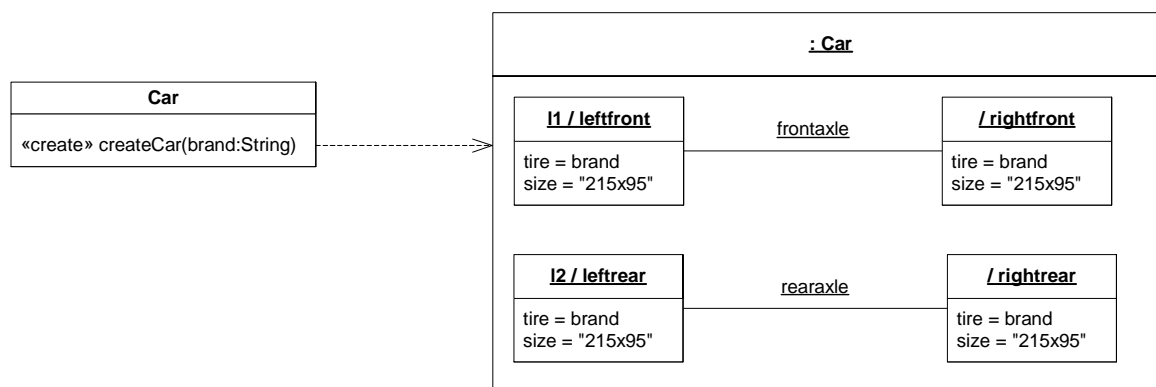 : Car
Car
«create» createCar(brand:String)
l1 / leftfront
tire = brand
size = "215x95"
frontaxle
/ rightfront
tire = brand
size = "215x95"
l2 / leftrear
tire = brand
size = "215x95"
rearaxle
/ rightrear
tire = brand
size = "215x95"